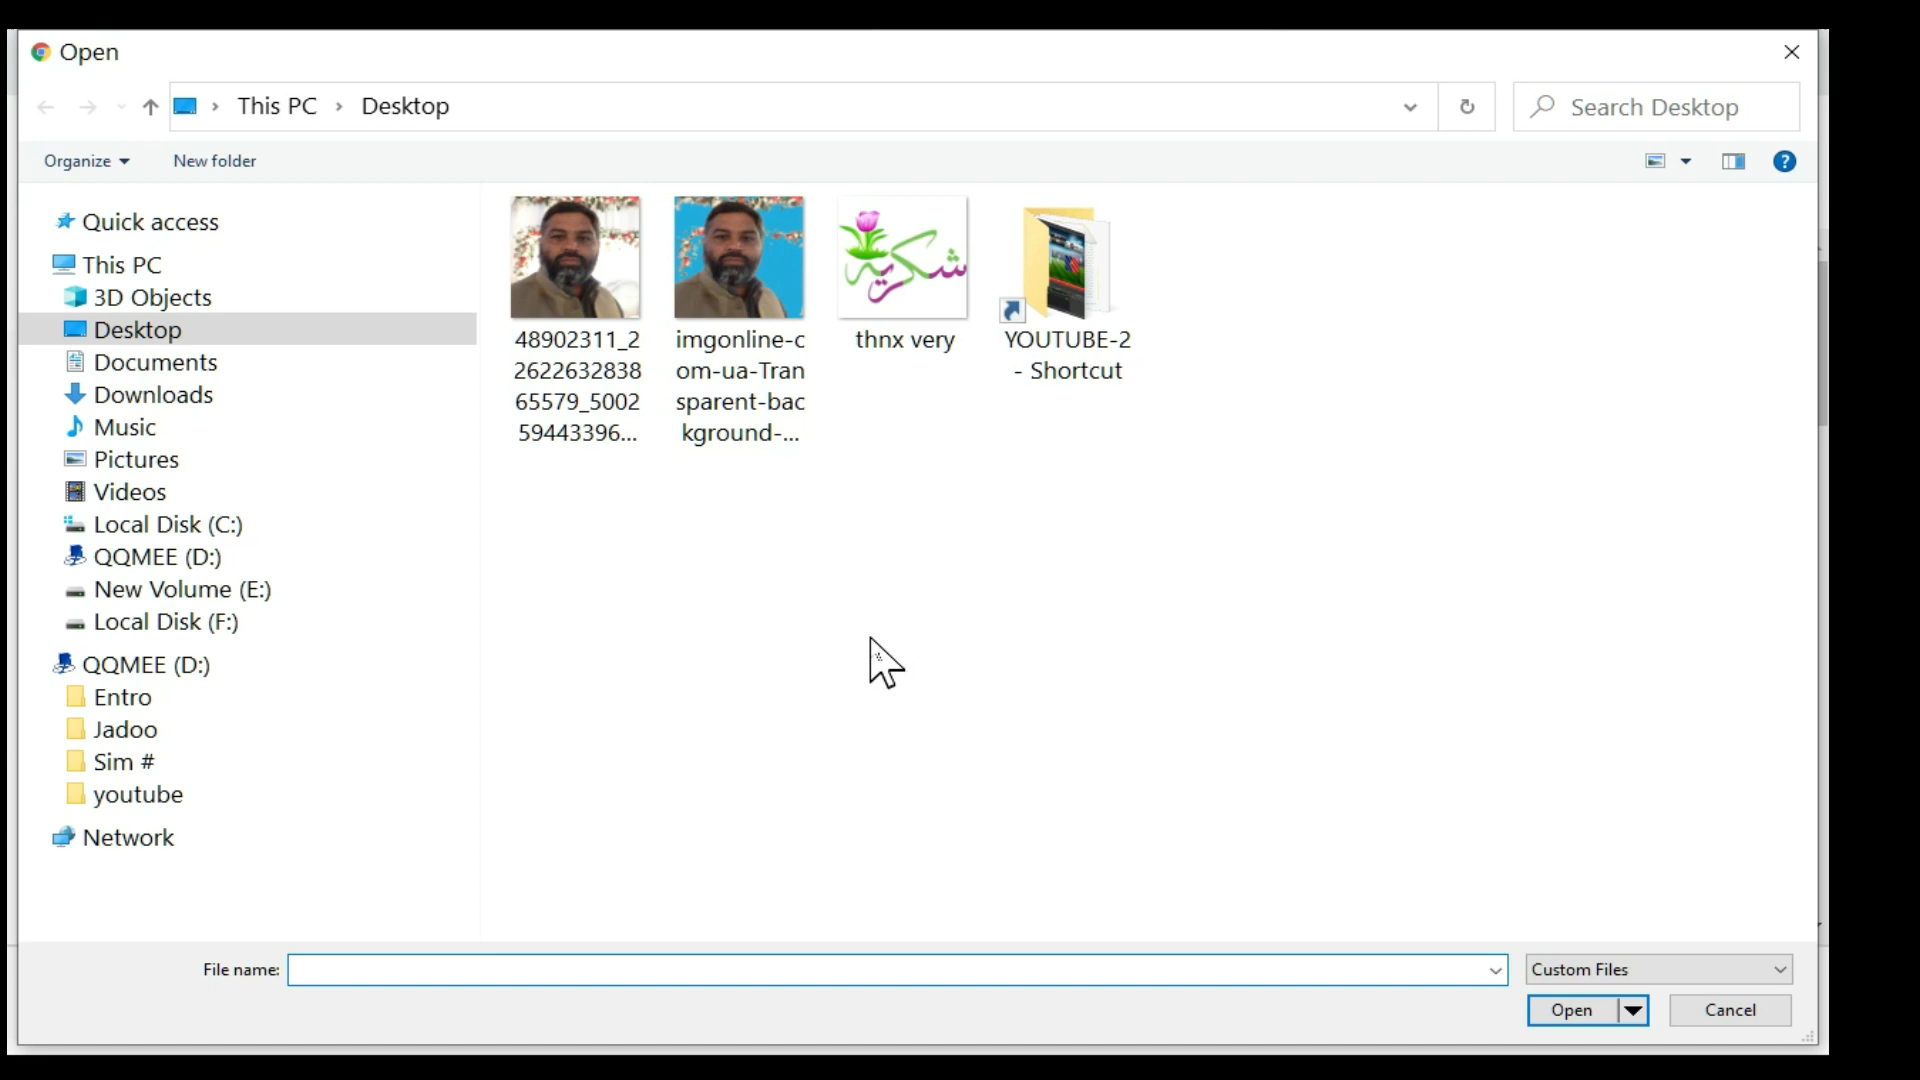 Open
This PC
Desktop
Search Desktop
Organize
New folder
Quick access
This PC
3D Objects
Desktop
Documents
Downloads
Music
Pictures
Videos
Local Disk (C:)
QQMEE (D:)
New Volume (E:)
Local Disk (F:)
QQMEE (D:)
Entro
Jadoo
Sim #
youtube
Network
48902311_2
2622632838
65579_5002
59443396...
imgonline-c
om-ua-Tran
sparent-bac
kground-...
شکریہ
thnx very
YOUTUBE-2
- Shortcut
File name:
Custom Files
Open
Cancel